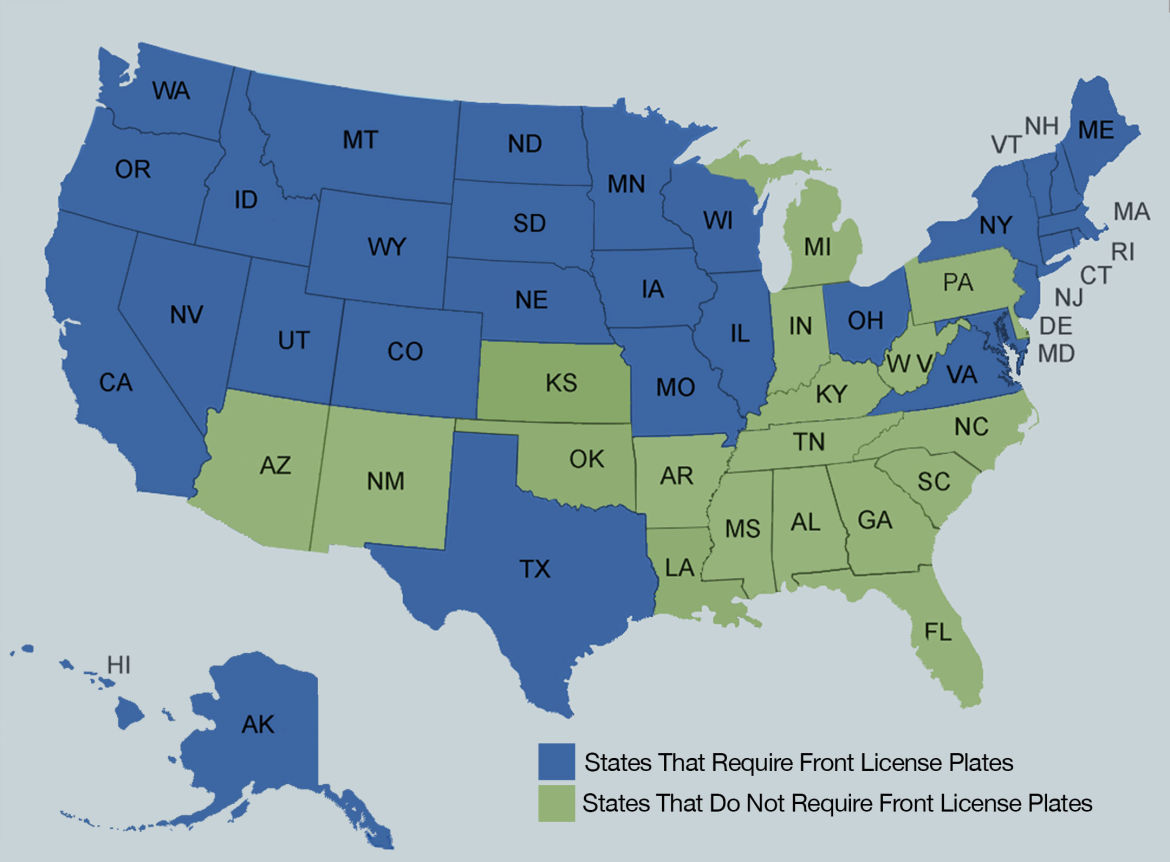 WA
MT
ND
MN
OR
ID
SD
WI
WY
NE
IA
NV
UT
CO
CA
KS
MO
IL
IN
OH
MI
PA
NY
VT
NH
ME
MA
RI
CT
NJ
DE
MD
W V
VA
KY
TN
NC
SC
AZ
NM
OK
AR
MS
AL
GA
LA
TX
FL
HI
AK
States That Require Front License Plates
States That Do Not Require Front License Plates